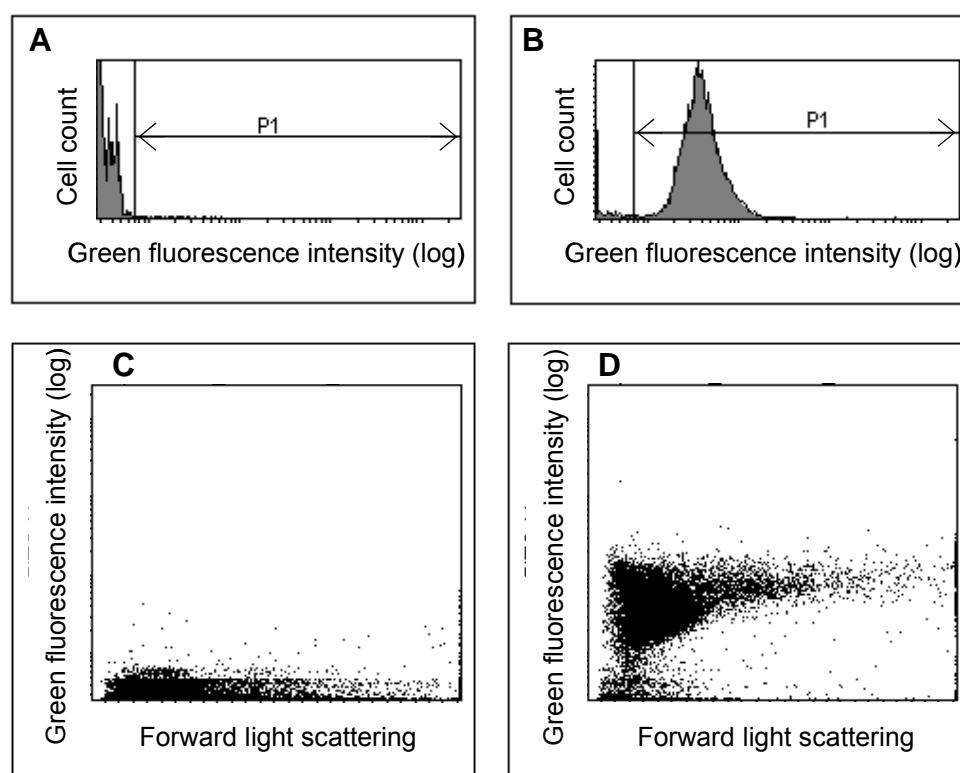 A
Cell count
P1
Green fluorescence intensity (log)
B
Cell count
P1
Green fluorescence intensity (log)
C
Green fluorescence intensity (log)
Forward light scattering
D
Green fluorescence intensity (log)
Forward light scattering